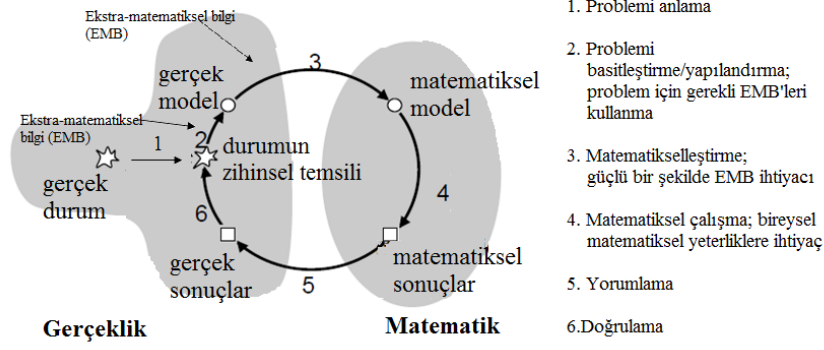 Ekstra-matematiksel bilgi
(EMB)
gerçek
model
3
matematiksel
model
Ekstra-matematiksel
bilgi (EMB)
1
2
durumun
zihinsel temsili
gerçek
durum
4
6
gerçek
sonuçlar
5
matematiksel
sonuçlar
Gerçeklik
Matematik
1. Problemi anlama
2. Problemi
basitleştirme/yapılandırma;
problem için gerekli EMB'leri
kullanma
3. Matematikselleştirme;
güçlü bir şekilde EMB ihtiyacı
4. Matematiksel çalışma; bireysel
matematiksel yeterliklere ihtiyaç
5. Yorumlama
6.Doğrulama